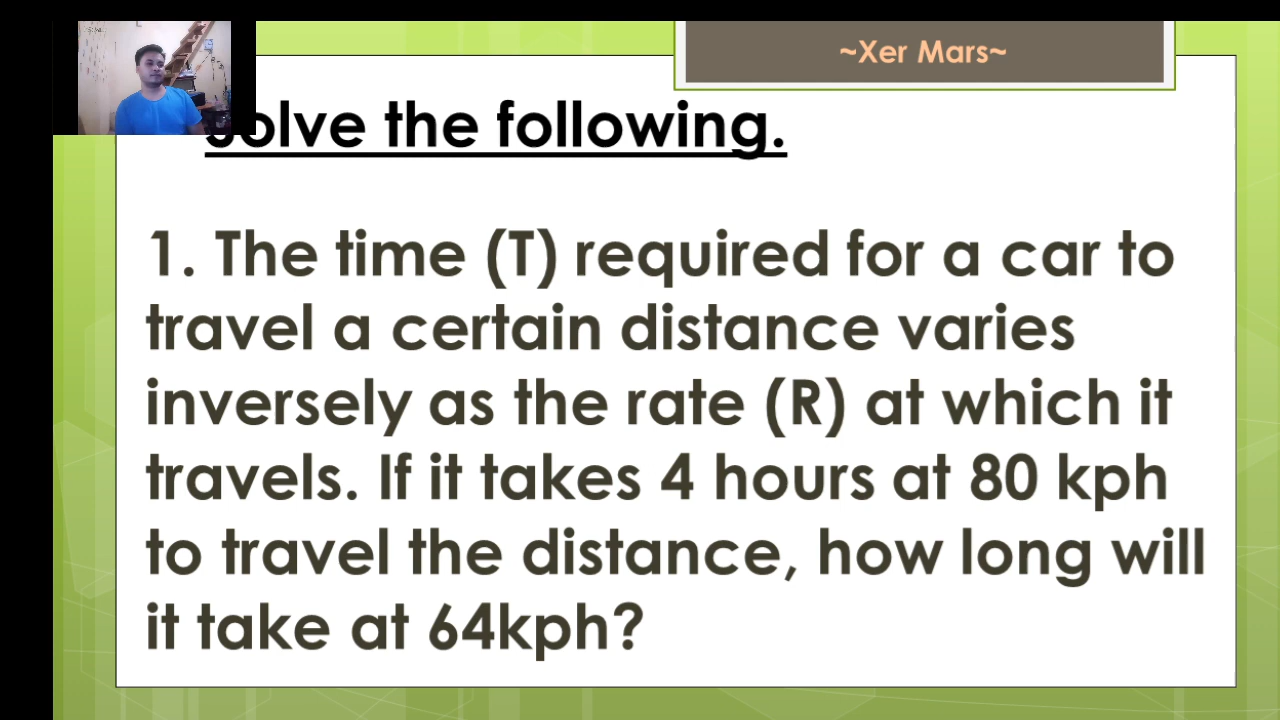 ~Xer Mars~
Solve the following.
1. The time (T) required for a car to
travel a certain distance varies
inversely as the rate (R) at which it
travels. If it takes 4 hours at 80 kph
to travel the distance, how long will
it take at 64kph?